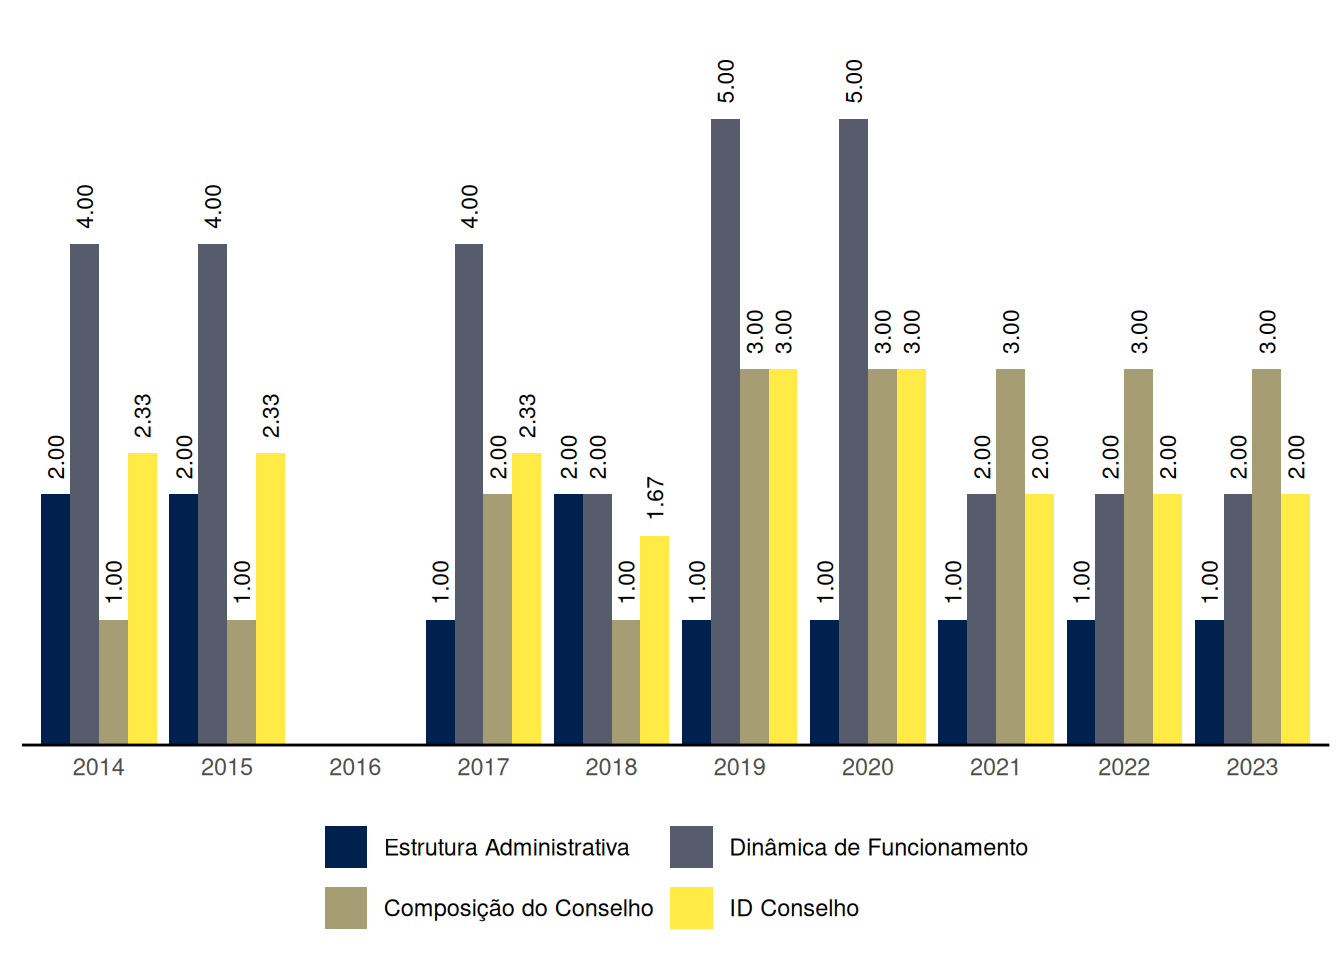 2.00 4.00 1.00 2.33
2.00 4.00 1.00 2.33
1.00 4.00 2.00 2.33
2.00 2.00 1.00 1.67
1.00 5.00 3.00 3.00
1.00 5.00 3.00 3.00
1.00 2.00 3.00 2.00
1.00 2.00 3.00 2.00
1.00 2.00 3.00 2.00
2014 2015 2016 2017 2018 2019 2020 2021 2022 2023
Estrutura Administrativa Dinâmica de Funcionamento
Composição do Conselho ID Conselho